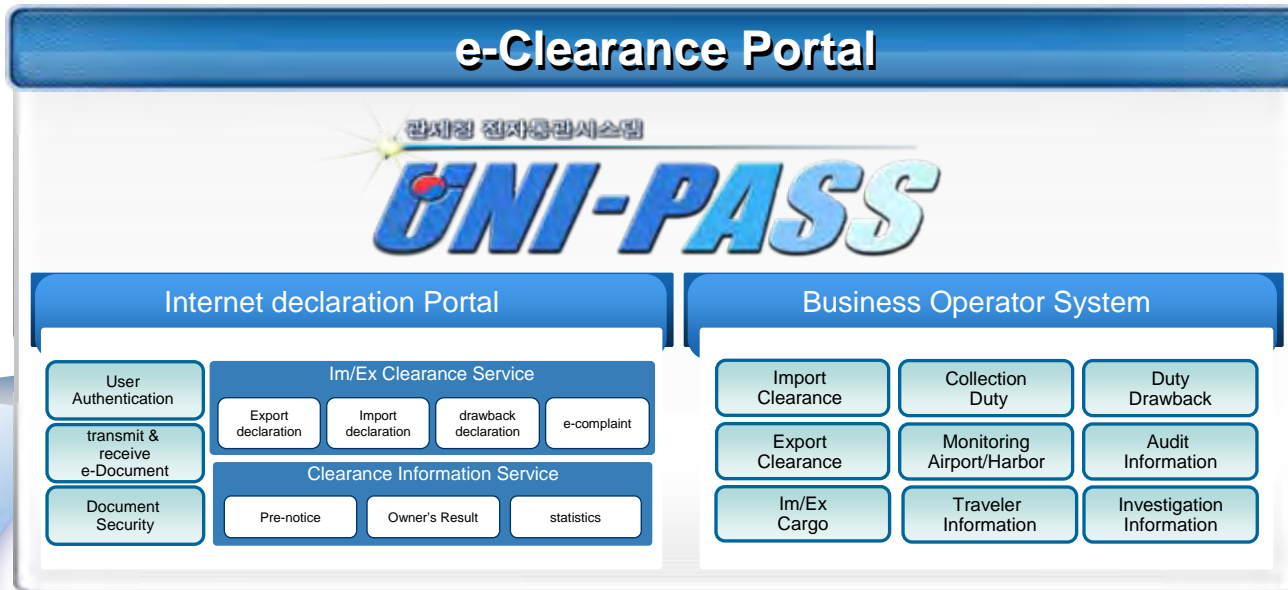 e-Clearance Portal
관세청 전자통관시스템
UNI-PASS
Internet declaration Portal
User
Authentication
transmit &
receive
e-Document
Document
Security
Im/Ex Clearance Service
Export
declaration
Import
declaration
drawback
declaration
e-complaint
Clearance Information Service
Pre-notice
Owner's Result
statistics
Business Operator System
Import
Clearance
Collection
Duty
Duty
Drawback
Export
Clearance
Monitoring
Airport/Harbor
Audit
Information
Im/Ex
Cargo
Traveler
Information
Investigation
Information